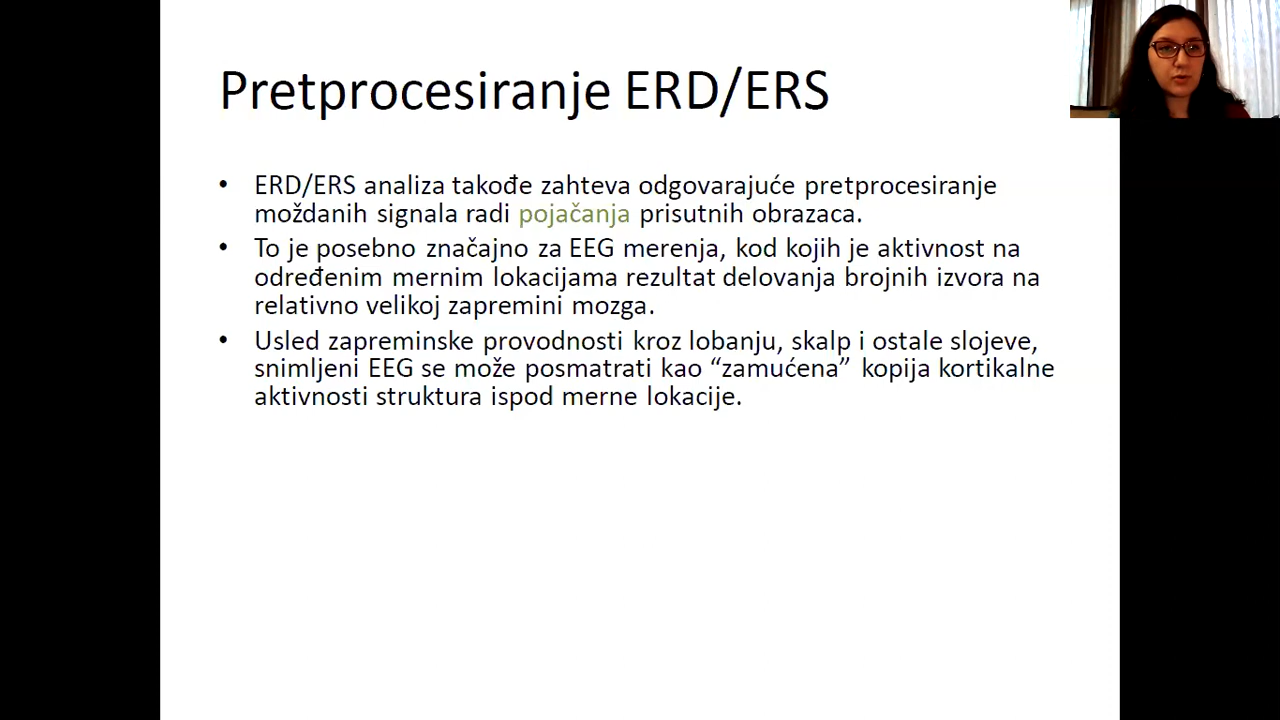 Pretprocesiranje ERD/ERS
• ERD/ERS analiza takođe zahteva odgovarajuće pretprocesiranje
moždanih signala radi pojačanja prisutnih obrazaca.
• To je posebno značajno za EEG merenja, kod kojih je aktivnost na
određenim mernim lokacijama rezultat delovanja brojnih izvora na
relativno velikoj zapremini mozga.
• Usled zapreminske provodnosti kroz lobanju, skalp i ostale slojeve,
snimljeni EEG se može posmatrati kao “zamućena” kopija kortikalne
aktivnosti struktura ispod merne lokacije.